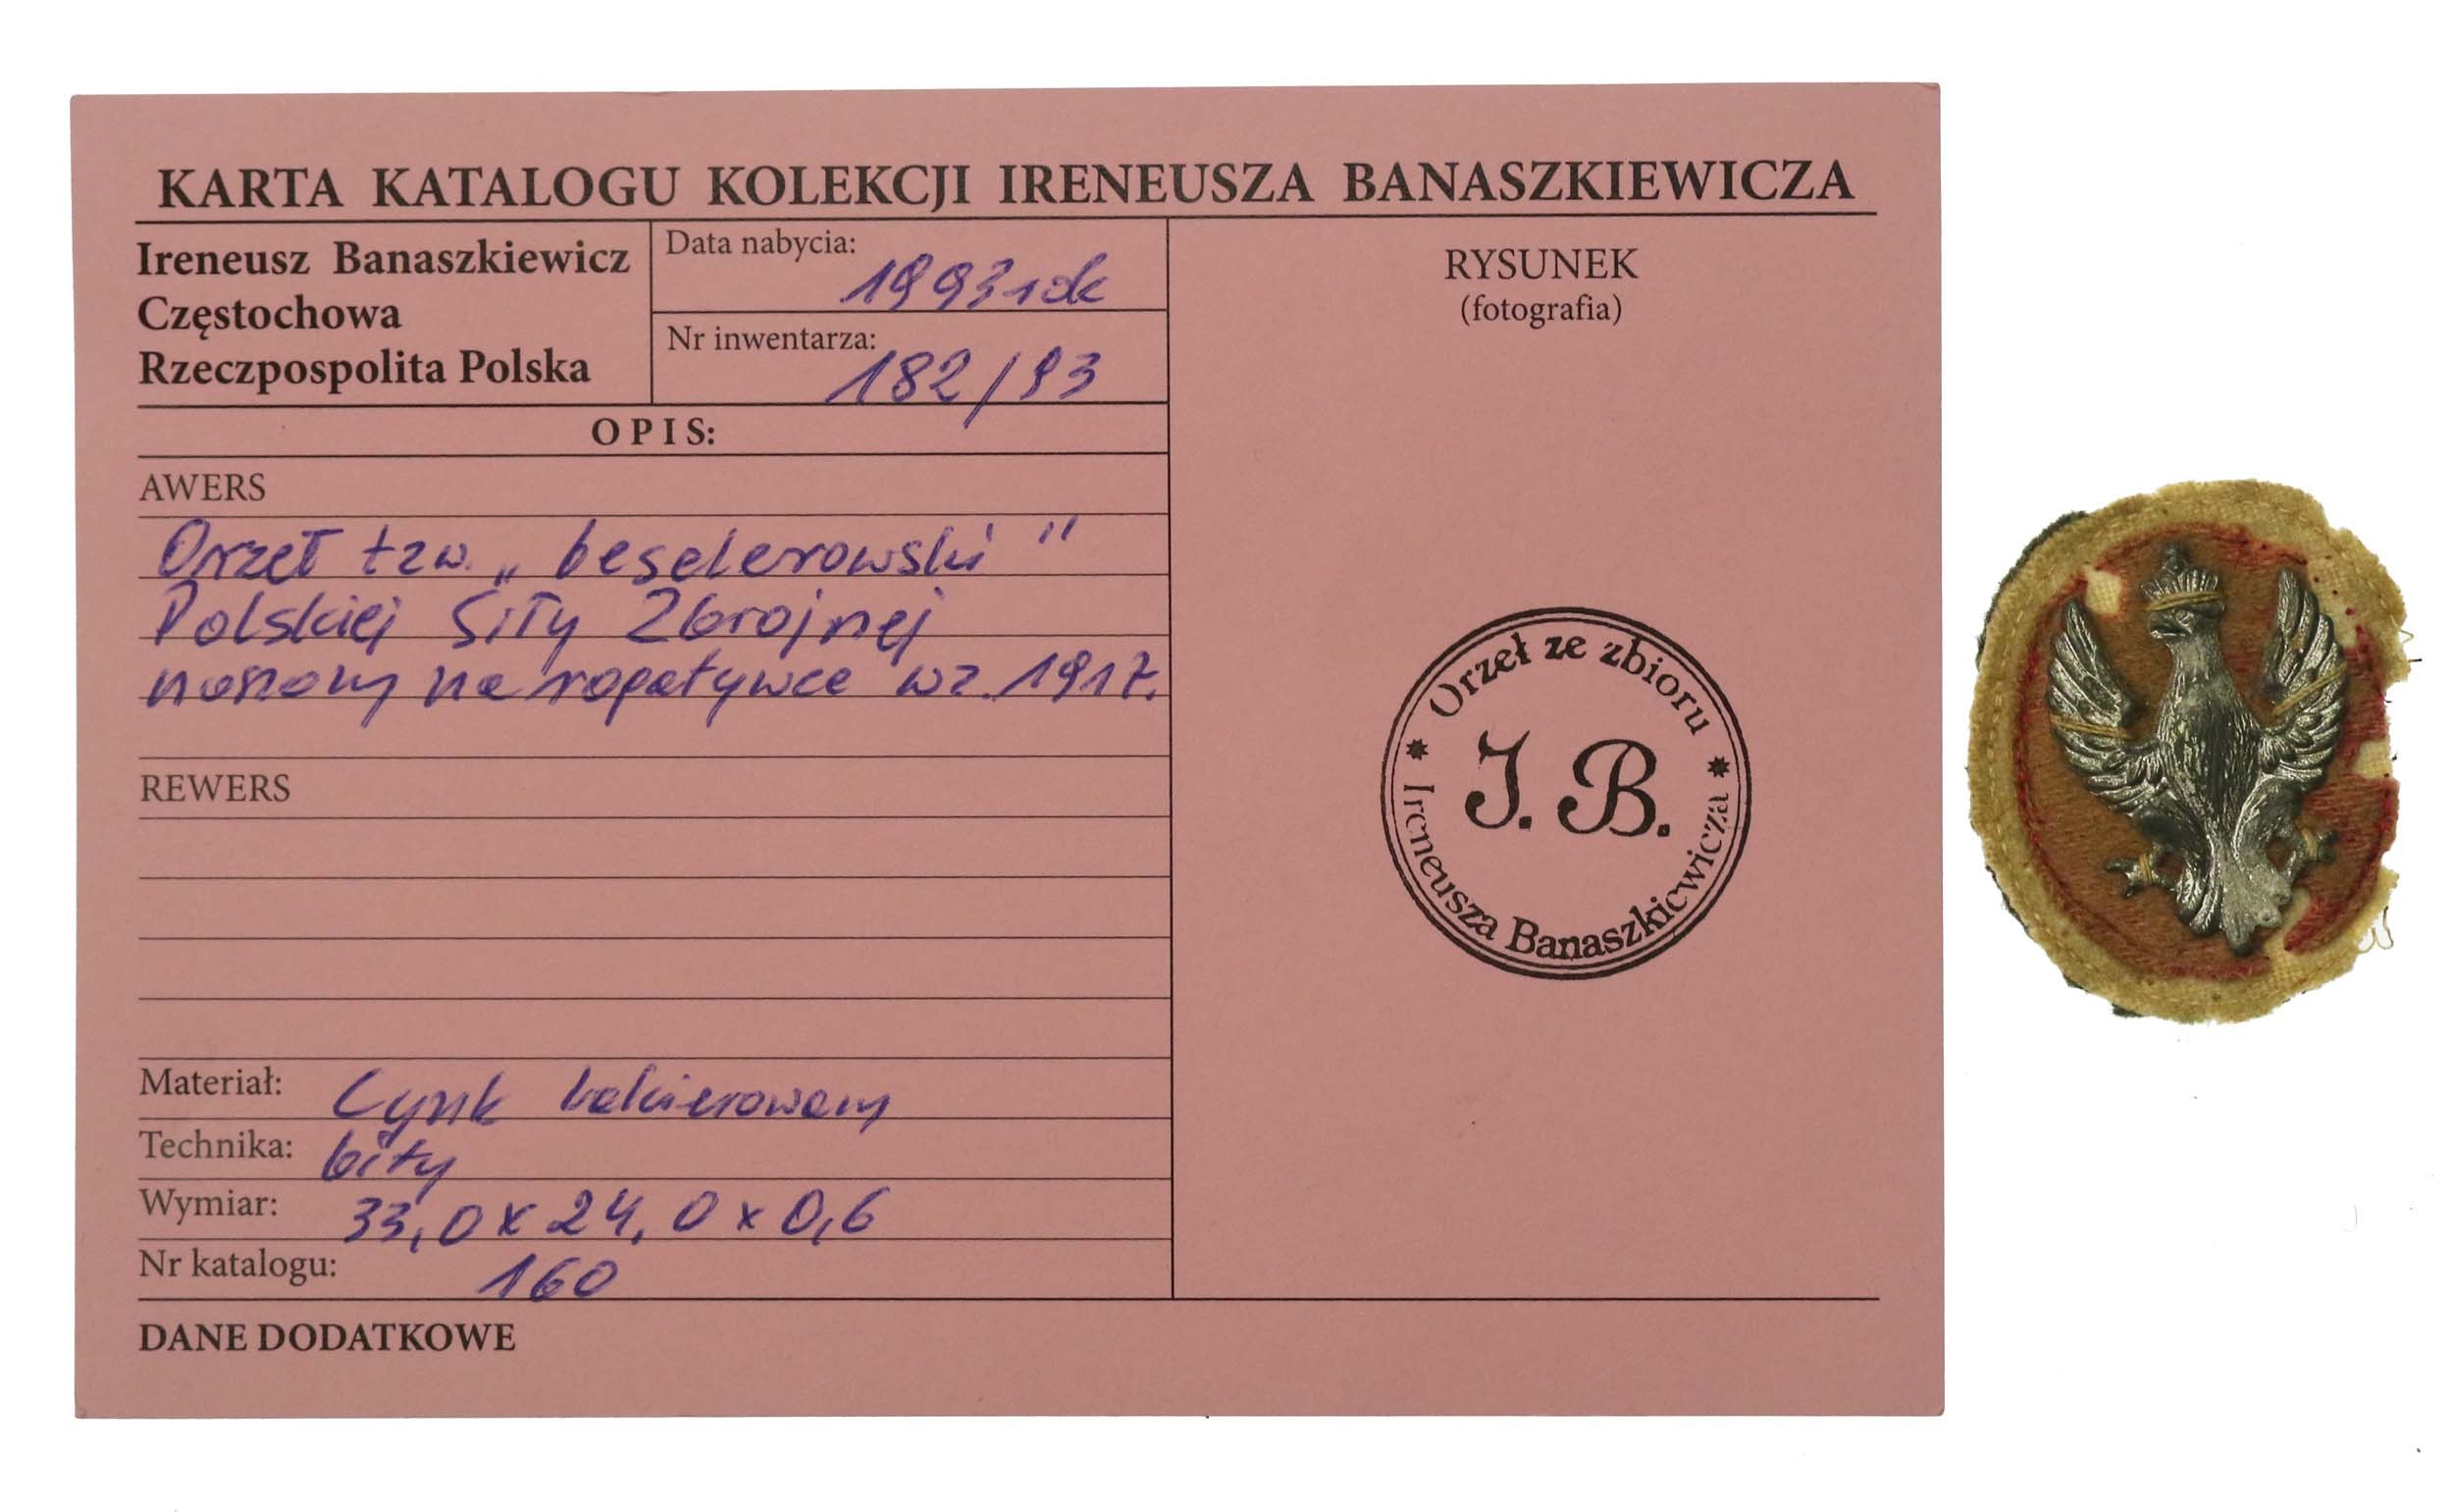 KARTA KATALOGU KOLEKCJI IRENEUSZA BANASZKIEWICZA
Ireneusz Banaszkiewicz
Częstochowa
Rzeczpospolita Polska
Data nabycia:
1993 rok
Nr inwentarza:
182/93
OPIS:
AWERS
Orzeł tzw. „beselerowski"
Polskiej Siły Zbrojnej
noszony na rogatywce wz. 1917.
REWERS
Materiał: Cynk lakierowany
Technika: bity
Wymiar: 33,0 x 24,0 x 0,6
Nr katalogu: 160
DANE DODATKOWE
RYSUNEK
(fotografia)
Orzeł ze zbioru
J. B.
Ireneusza Banaszkiewicza